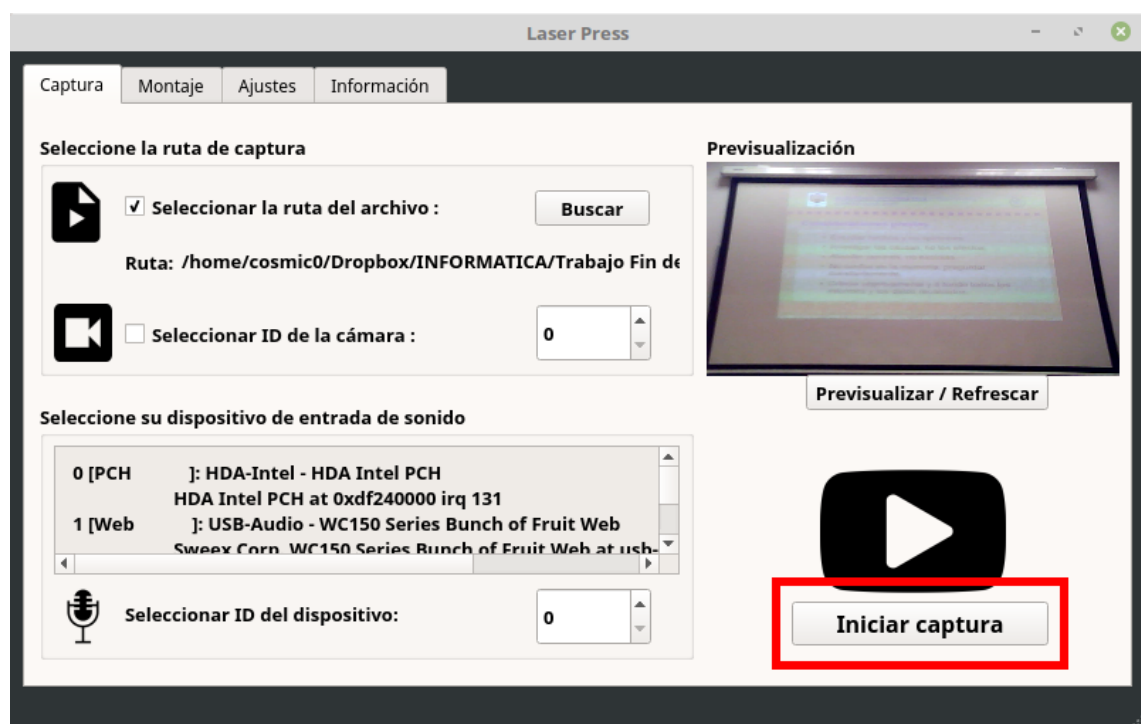 Laser Press
Captura Montaje Ajustes Información
Seleccione la ruta de captura
Seleccionar la ruta del archivo : Buscar
Ruta: /home/cosmic0/Dropbox/INFORMATICA/Trabajo Fin de
Seleccionar ID de la cámara : 0
Seleccione su dispositivo de entrada de sonido
0 [PCH ]: HDA-Intel - HDA Intel PCH
HDA Intel PCH at 0xdf240000 irq 131
1 [Web ]: USB-Audio - WC150 Series Bunch of Fruit Web
Sweex Corp. WC150 Series Bunch of Fruit Web at usb-
Seleccionar ID del dispositivo: 0
Previsualización
Previsualizar / Refrescar
Iniciar captura